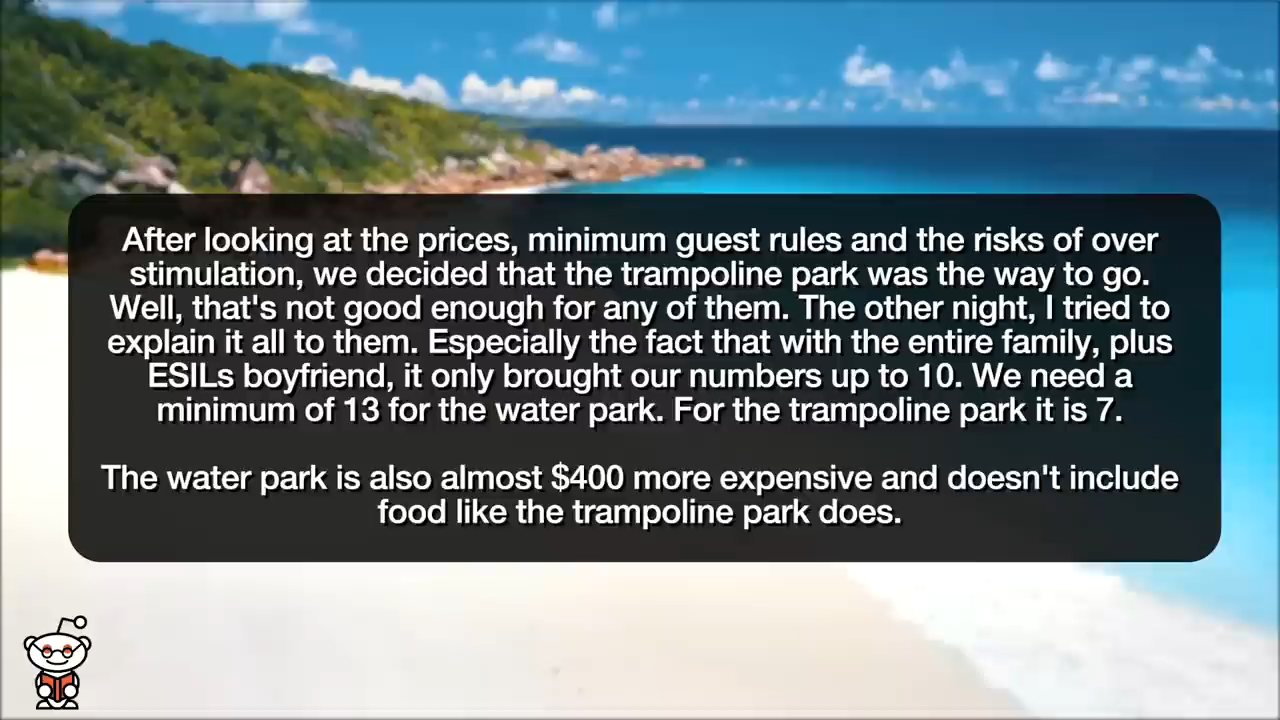 After looking at the prices, minimum guest rules and the risks of over
stimulation, we decided that the trampoline park was the way to go.
Well, that's not good enough for any of them. The other night, I tried to
explain it all to them. Especially the fact that with the entire family, plus
ESILs boyfriend, it only brought our numbers up to 10. We need a
minimum of 13 for the water park. For the trampoline park it is 7.
The water park is also almost $400 more expensive and doesn't include
food like the trampoline park does.